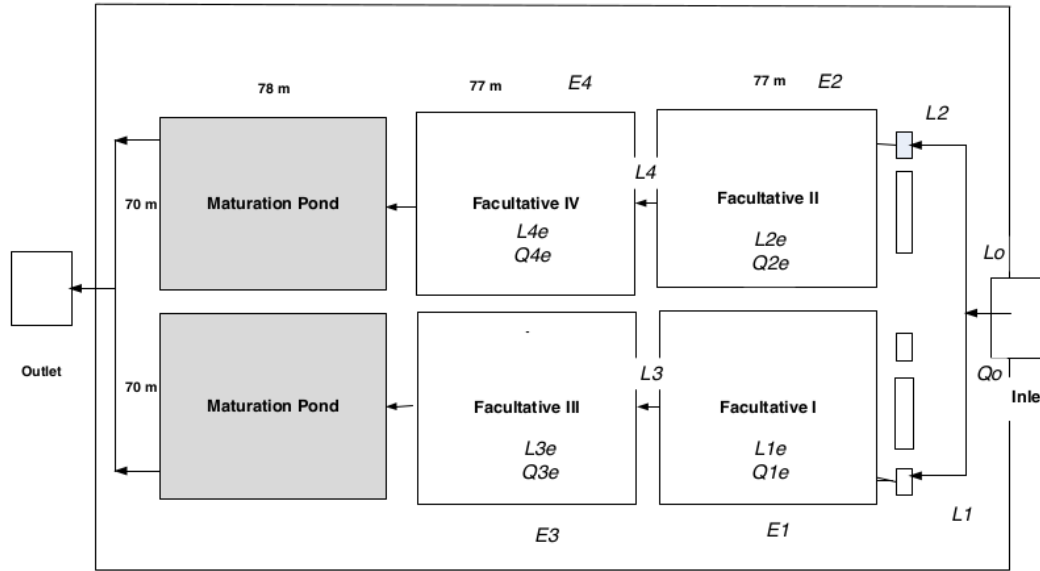 77 m E4
77 m E2
78 m
L2
L4
70 m
Maturation Pond
Facultative IV
Facultative II
L4e
Q4e
L2e
Q2e
Lo
Outlet
L3
Qo
70 m
Inle
Maturation Pond
Facultative III
Facultative I
L3e
Q3e
L1e
Q1e
L1
E3
E1